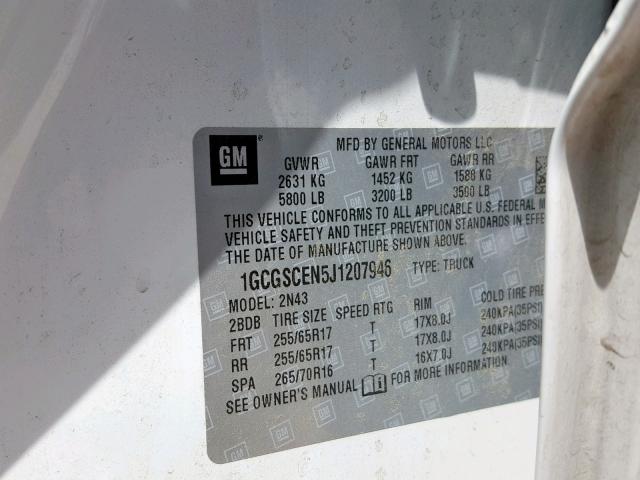 GM
MFD BY GENERAL MOTORS LLC
GVWR GAWR FRT GAWR RR
2631 KG 1452 KG 1588 KG
5800 LB 3200 LB 3500 LB
THIS VEHICLE CONFORMS TO ALL APPLICABLE U.S. FEDERAL
VEHICLE SAFETY AND THEFT PREVENTION STANDARDS IN
THE DATE OF MANUFACTURE SHOWN ABOVE.
1GCGSCEN5J1207946 TYPE: TRUCK
MODEL: 2N43
2BDB TIRE SIZE SPEED RTG RIM COLD TIRE
FRT 255/65R17 T 17X8.0J 240KPA(35PSI)
RR 255/65R17 T 17X8.0J 240KPA(35PSI)
SPA 265/70R16 T 16X7.0J 240KPA(35PSI)
SEE OWNER'S MANUAL FOR MORE INFORMATION.